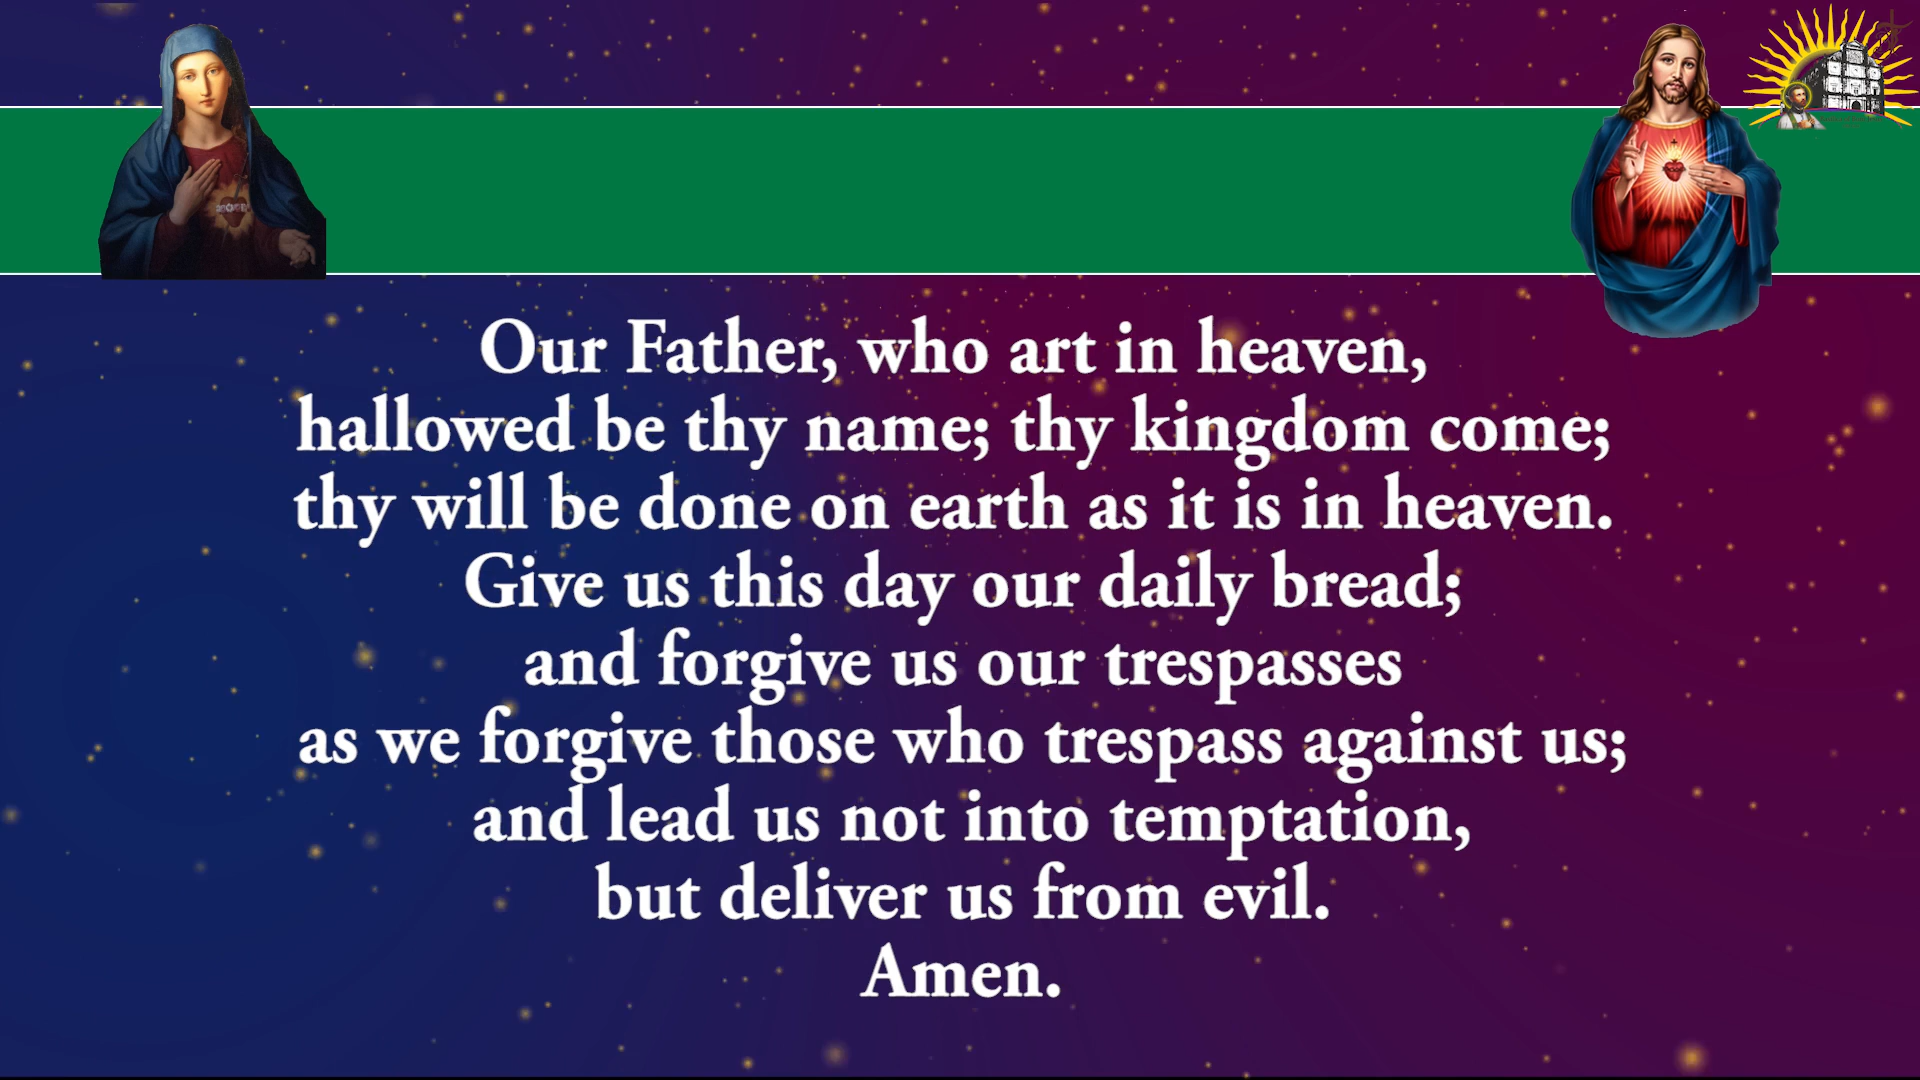 Our Father, who art in heaven,
hallowed be thy name; thy kingdom come;
thy will be done on earth as it is in heaven.
Give us this day our daily bread;
and forgive us our trespasses
as we forgive those who trespass against us;
and lead us not into temptation,
but deliver us from evil.
Amen.